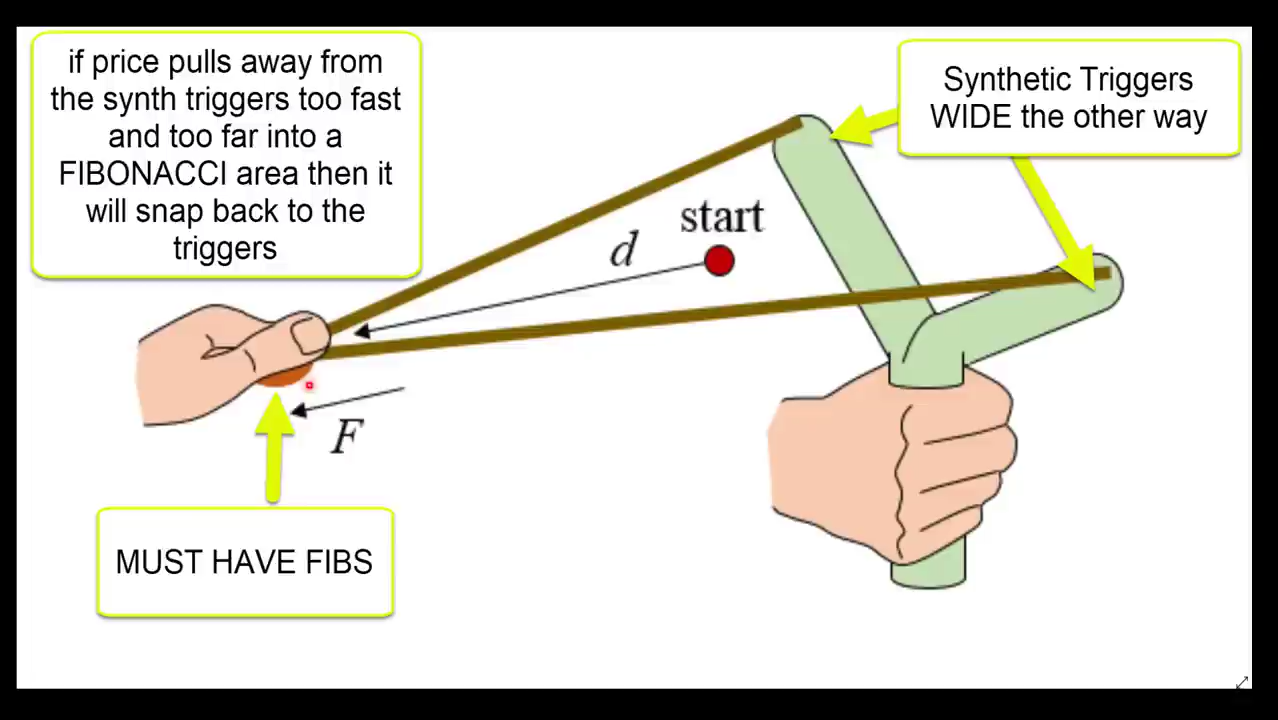 if price pulls away from
the synth triggers too fast
and too far into a
FIBONACCI area then it
will snap back to the
triggers
Synthetic Triggers
WIDE the other way
start
d
F
MUST HAVE FIBS